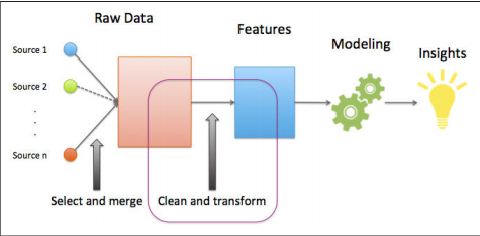 Raw Data
Features
Modeling
Insights
Source 1
Source 2
.
.
Source n
Select and merge
Clean and transform